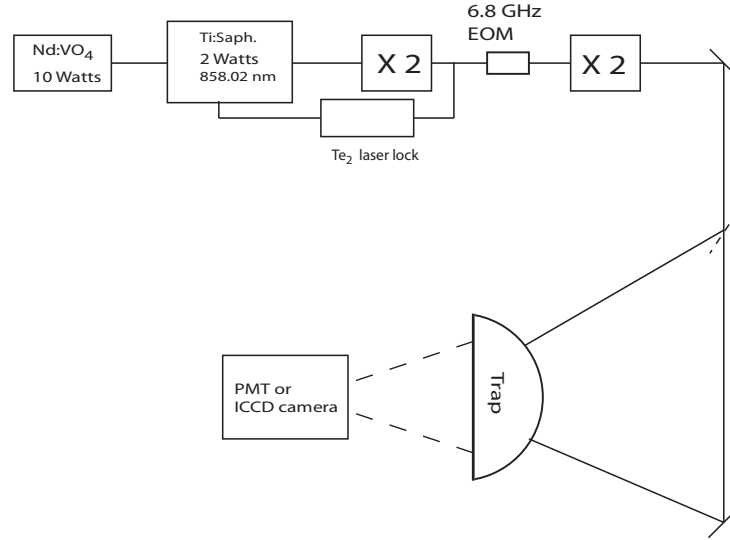 6.8 GHz
EOM
Nd:VO₄
10 Watts
Ti:Saph.
2 Watts
858.02 nm
X 2
X 2
Te₂ laser lock
PMT or
ICCD camera
Trap